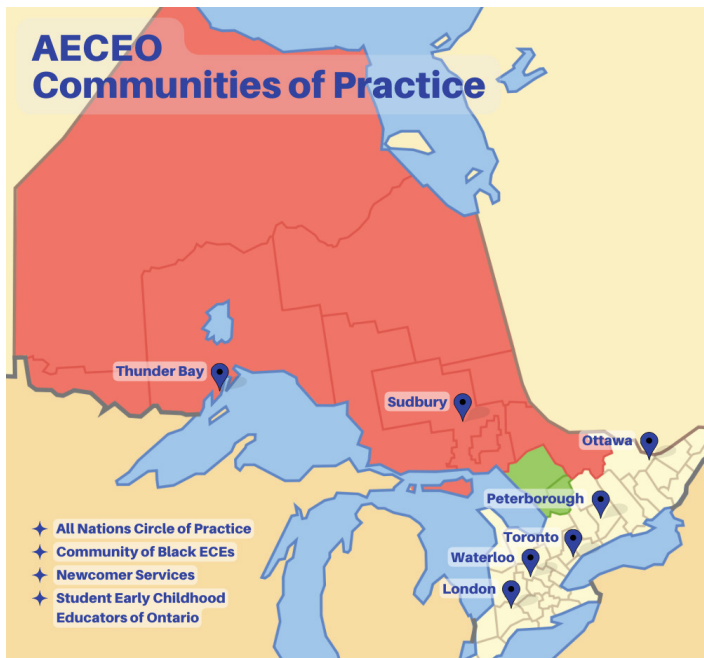 AECEO
Communities of Practice
Thunder Bay
Sudbury
Ottawa
Peterborough
Toronto
Waterloo
London
All Nations Circle of Practice
Community of Black ECEs
Newcomer Services
Student Early Childhood
Educators of Ontario